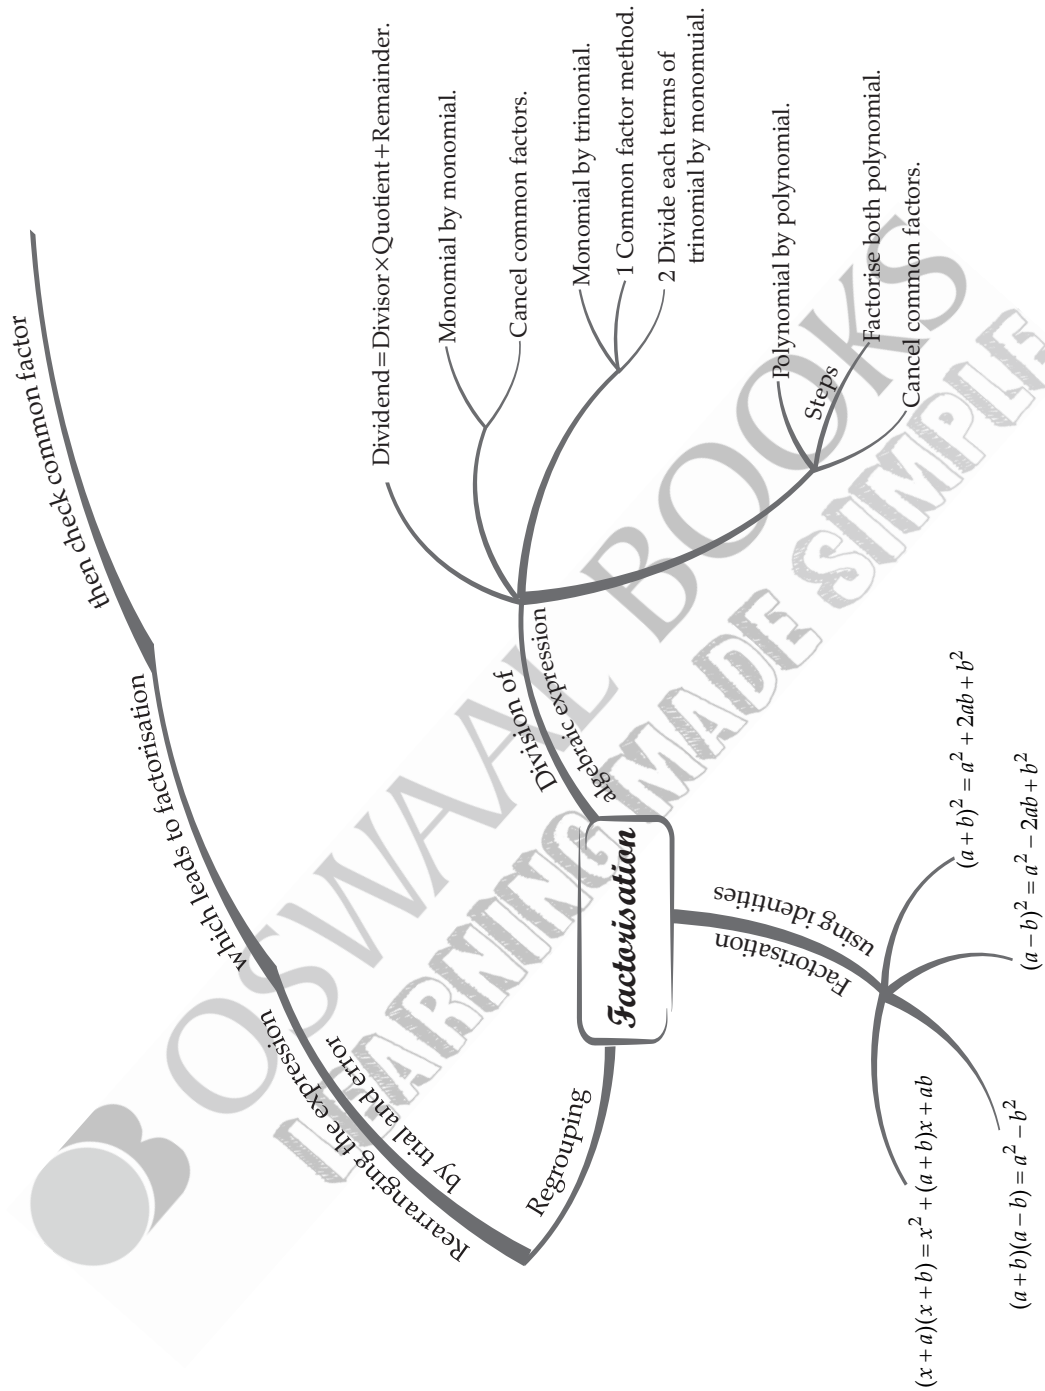 Factorisation
Regrouping
Rearranging the expression
by trial and error
which leads to factorisation
then check common factor
Division of
algebraic expression
Dividend=Divisor×Quotient+Remainder.
Monomial by monomial.
Cancel common factors.
Monomial by trinomial.
1 Common factor method.
2 Divide each terms of
trinomial by monomuial.
Polynomial by polynomial.
Steps
Factorise both polynomial.
Cancel common factors.
Factorisation
using identities
(a+b)² = a² + 2ab + b²
(a−b)² = a² − 2ab + b²
(a+b)(a−b) = a² − b²
(x+a)(x+b) = x² + (a+b)x + ab
OSWAAL BOOKS
LEARNING MADE SIMPLE